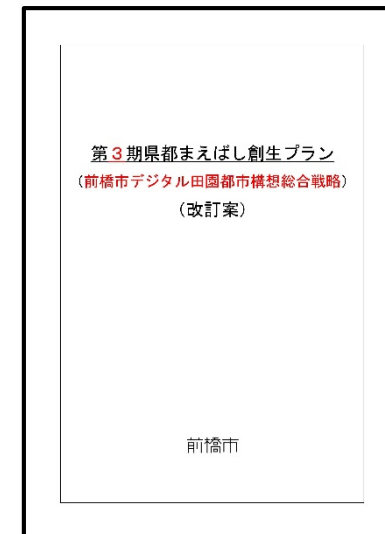 第３期県都まえばし創生プラン
（前橋市デジタル田園都市構想総合戦略）
（改訂案）
前橋市